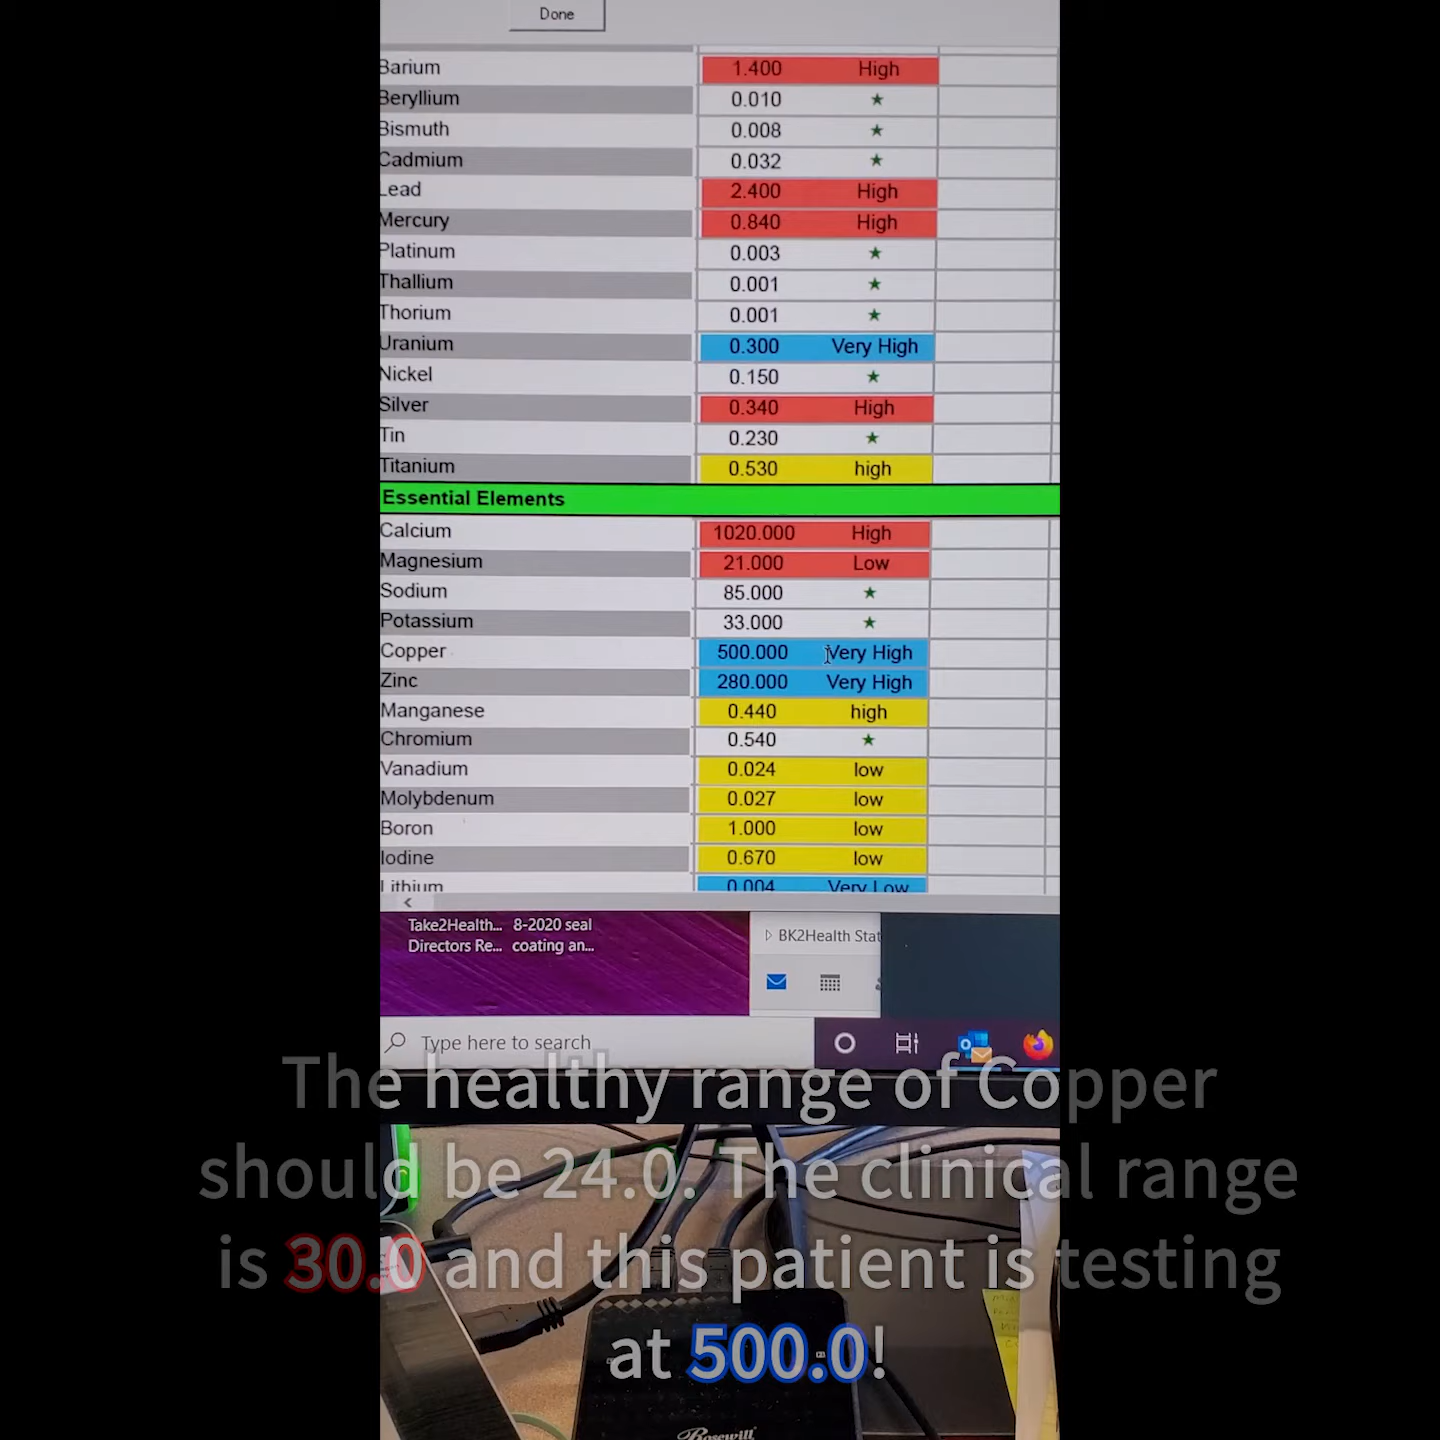 Done
Barium 1.400 High
Beryllium 0.010 ★
Bismuth 0.008 ★
Cadmium 0.032 ★
Lead 2.400 High
Mercury 0.840 High
Platinum 0.003 ★
Thallium 0.001 ★
Thorium 0.001 ★
Uranium 0.300 Very High
Nickel 0.150 ★
Silver 0.340 High
Tin 0.230 ★
Titanium 0.530 high
Essential Elements
Calcium 1020.000 High
Magnesium 21.000 Low
Sodium 85.000 ★
Potassium 33.000 ★
Copper 500.000 Very High
Zinc 280.000 Very High
Manganese 0.440 high
Chromium 0.540 ★
Vanadium 0.024 low
Molybdenum 0.027 low
Boron 1.000 low
Iodine 0.670 low
Lithium 0.004 Very Low
Take2Health... 8-2020 seal
Directors Re... coating an...
BK2Health Stat
Type here to search
The healthy range of Copper
should be 24.0. The clinical range
is 30.0 and this patient is testing
at 500.0!
Rosewill